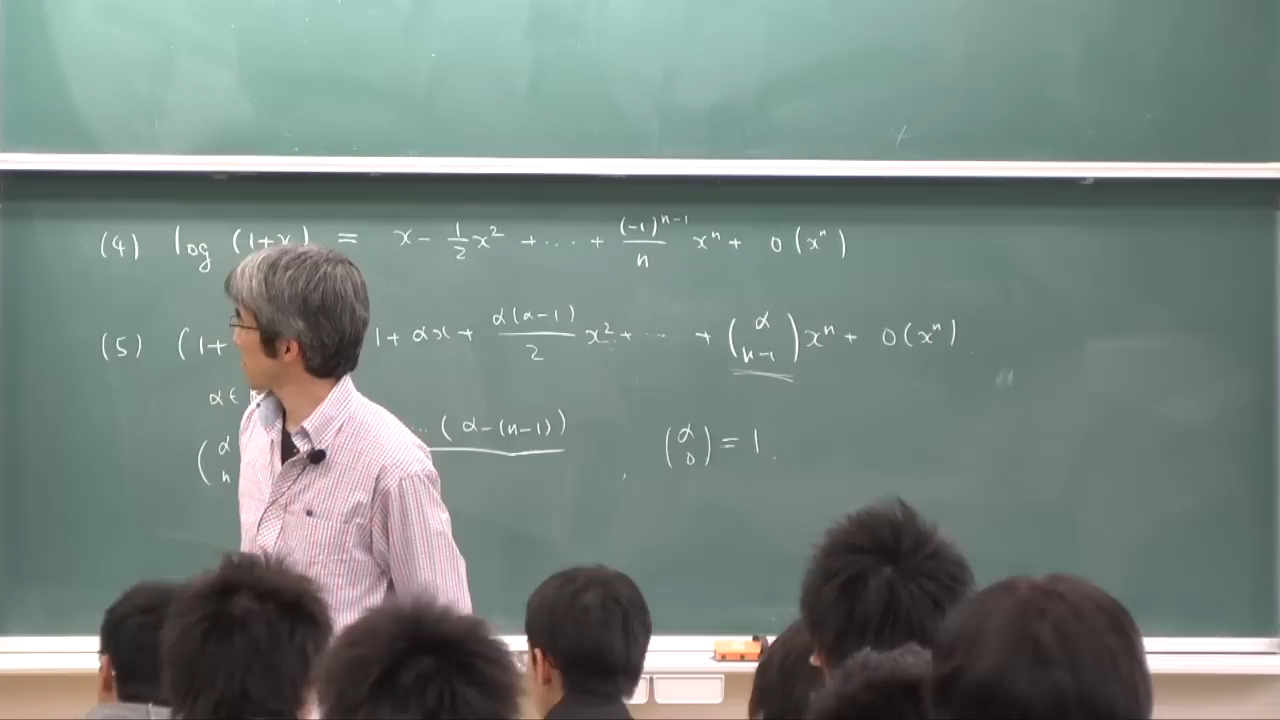 (4) log (1+x) = x - 1/2 x² + ... + (-1)ⁿ⁻¹/n xⁿ + o(xⁿ)
(5) (1+ 1 + αx + α(α-1)/2 x² + ... + (α n-1) xⁿ + o(xⁿ)
α∈
(α n ...(α-(n-1)) , (α 0) = 1.